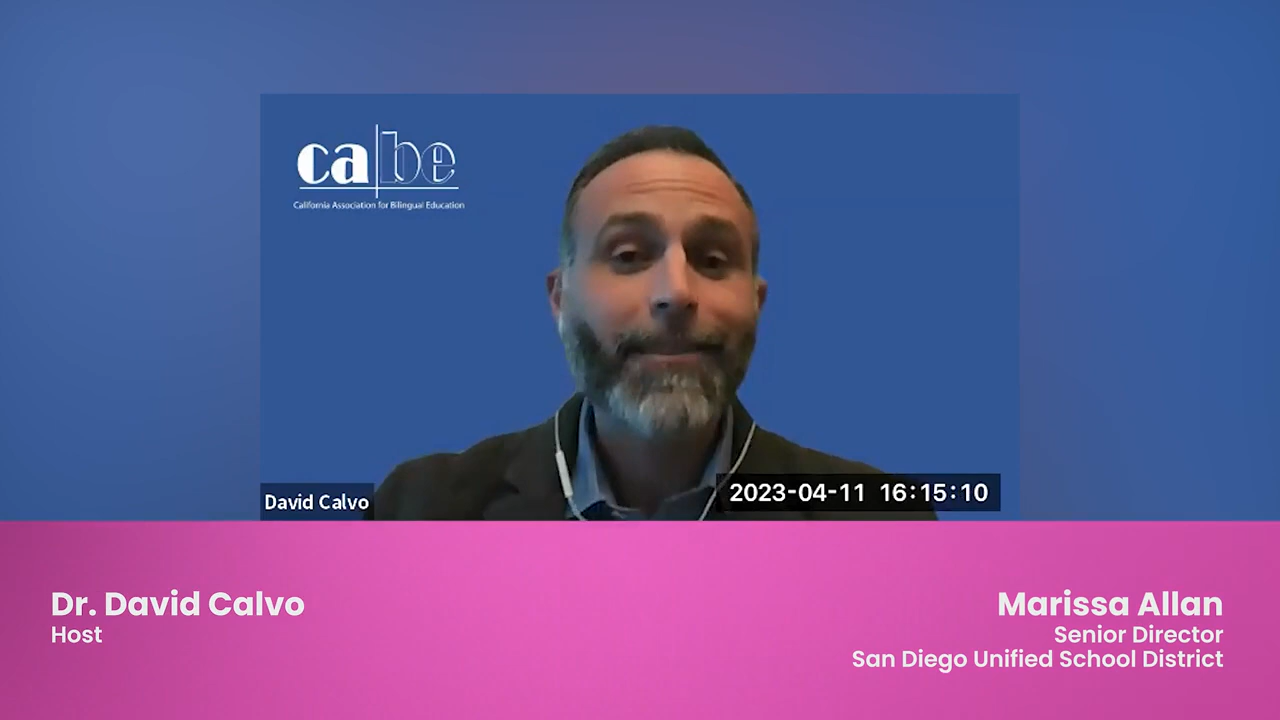 cabe
California Association for Bilingual Education
David Calvo
2023-04-11 16:15:10
Dr. David Calvo
Host
Marissa Allan
Senior Director
San Diego Unified School District